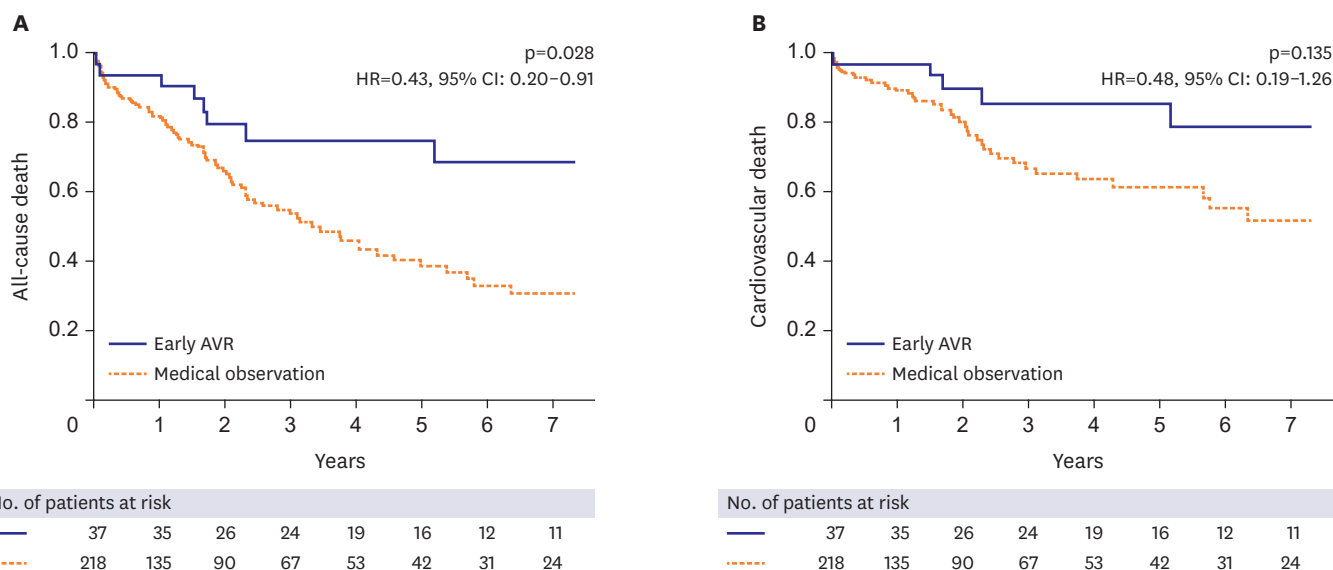 A
p=0.028
HR=0.43, 95% CI: 0.20–0.91
All-cause death
1.0
0.8
0.6
0.4
0.2
Early AVR
Medical observation
0 1 2 3 4 5 6 7
Years
No. of patients at risk
37 35 26 24 19 16 12 11
218 135 90 67 53 42 31 24
B
p=0.135
HR=0.48, 95% CI: 0.19–1.26
Cardiovascular death
1.0
0.8
0.6
0.4
0.2
Early AVR
Medical observation
0 1 2 3 4 5 6 7
Years
No. of patients at risk
37 35 26 24 19 16 12 11
218 135 90 67 53 42 31 24